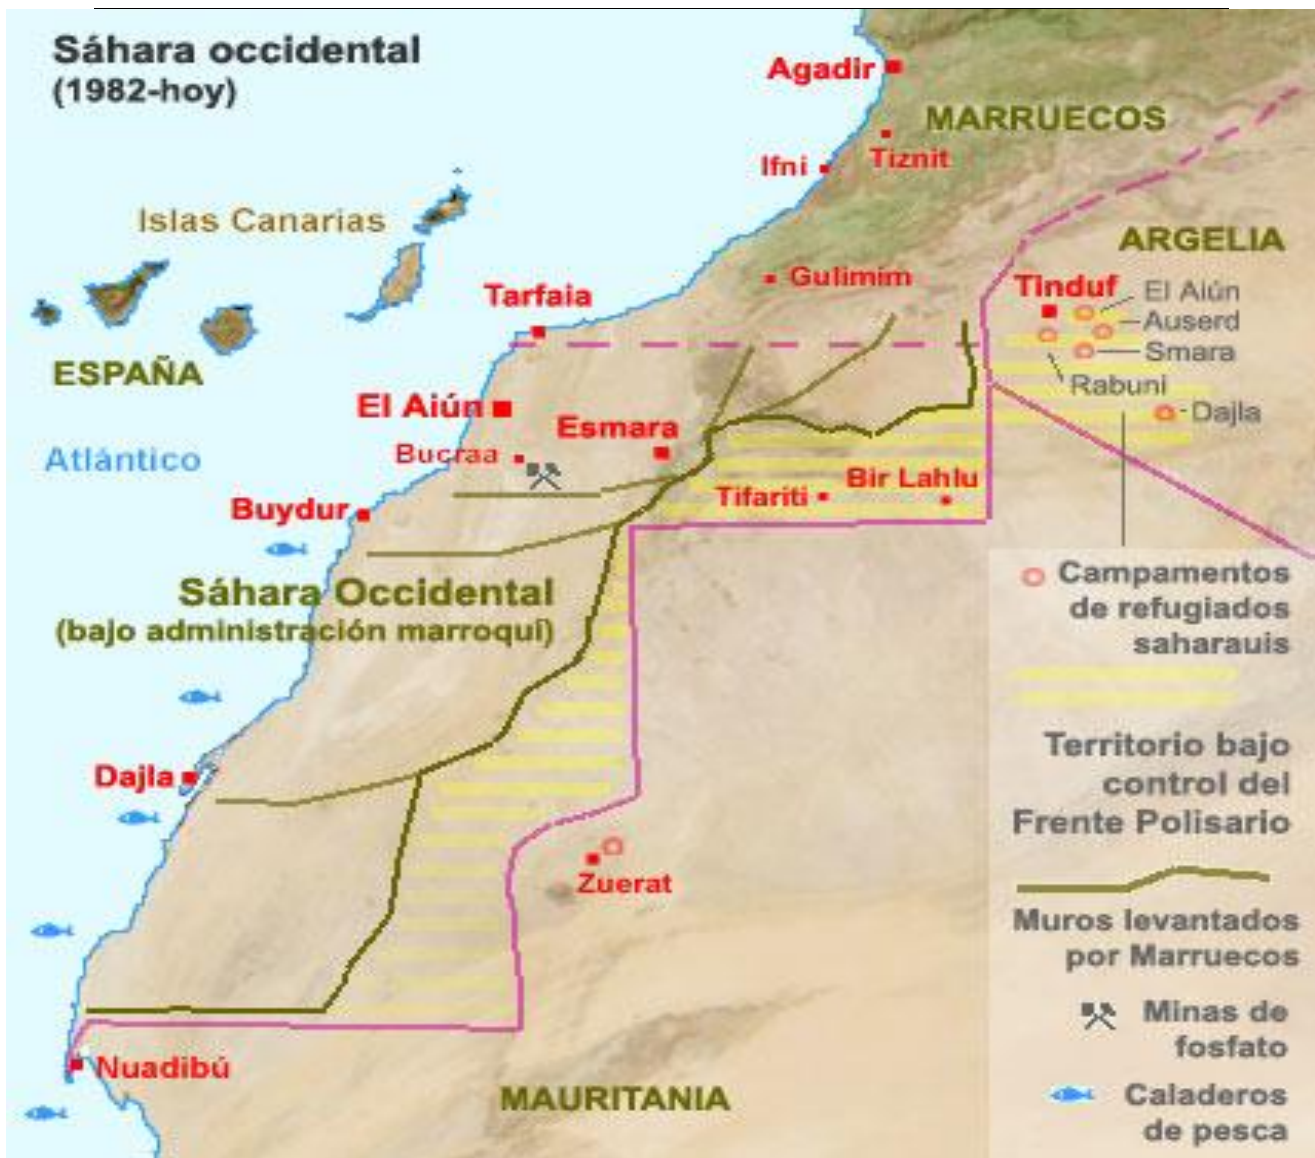 Sáhara occidental
(1982-hoy)
Agadir
MARRUECOS
Tiznit
Ifni
Islas Canarias
ARGELIA
Gulimim
Tinduf
El Aiún
Auserd
Smara
Rabuni
Dajla
Tarfaia
ESPAÑA
El Aiún
Esmara
Bucraa
Atlántico
Tifariti
Bir Lahlu
Buydur
Sáhara Occidental
(bajo administración marroquí)
Dajla
Zuerat
Nuadibú
MAURITANIA
Campamentos
de refugiados
saharauis
Territorio bajo
control del
Frente Polisario
Muros levantados
por Marruecos
Minas de
fosfato
Caladeros
de pesca